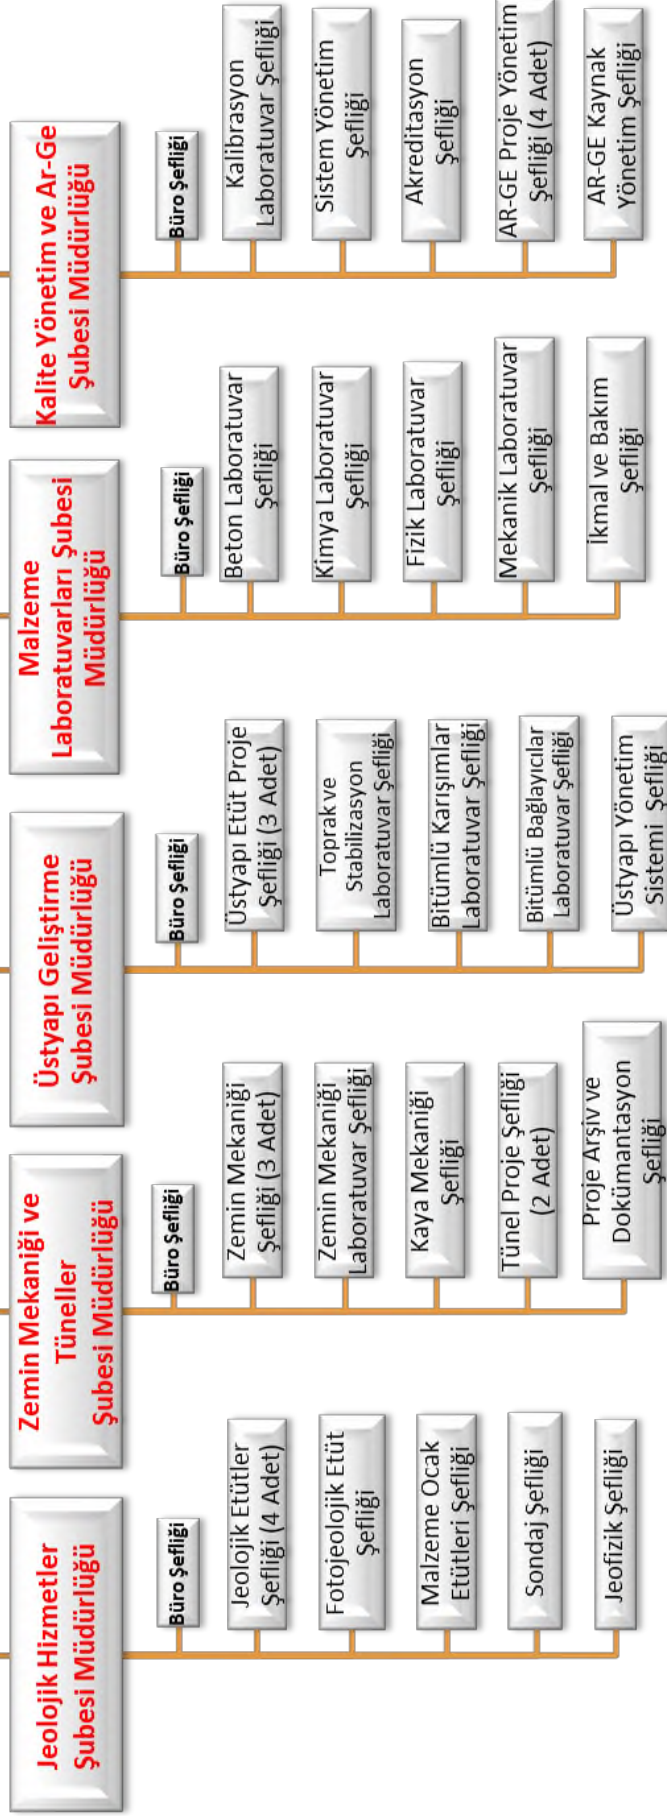 Jeolojik Hizmetler
Şubesi Müdürlüğü
Büro Şefliği
Jeolojik Etütler
Şefliği (4 Adet)
Fotojeolojik Etüt
Şefliği
Malzeme Ocak
Etütleri Şefliği
Sondaj Şefliği
Jeofizik Şefliği
Zemin Mekaniği ve
Tüneller
Şubesi Müdürlüğü
Büro Şefliği
Zemin Mekaniği
Şefliği (3 Adet)
Zemin Mekaniği
Laboratuvar Şefliği
Kaya Mekaniği
Şefliği
Tünel Proje Şefliği
(2 Adet)
Proje Arşiv ve
Dokümantasyon
Şefliği
Üstyapı Geliştirme
Şubesi Müdürlüğü
Büro Şefliği
Üstyapı Etüt Proje
Şefliği (3 Adet)
Toprak ve
Stabilizasyon
Laboratuvar Şefliği
Bitümlü Karışımlar
Laboratuvar Şefliği
Bitümlü Bağlayıcılar
Laboratuvar Şefliği
Üstyapı Yönetim
Sistemi Şefliği
Malzeme
Laboratuvarları Şubesi
Müdürlüğü
Büro Şefliği
Beton Laboratuvar
Şefliği
Kimya Laboratuvar
Şefliği
Fizik Laboratuvar
Şefliği
Mekanik Laboratuvar
Şefliği
İkmal ve Bakım
Şefliği
Kalite Yönetim ve Ar-Ge
Şubesi Müdürlüğü
Büro Şefliği
Kalibrasyon
Laboratuvar Şefliği
Sistem Yönetim
Şefliği
Akreditasyon
Şefliği
AR-GE Proje Yönetim
Şefliği (4 Adet)
AR-GE Kaynak
Yönetim Şefliği